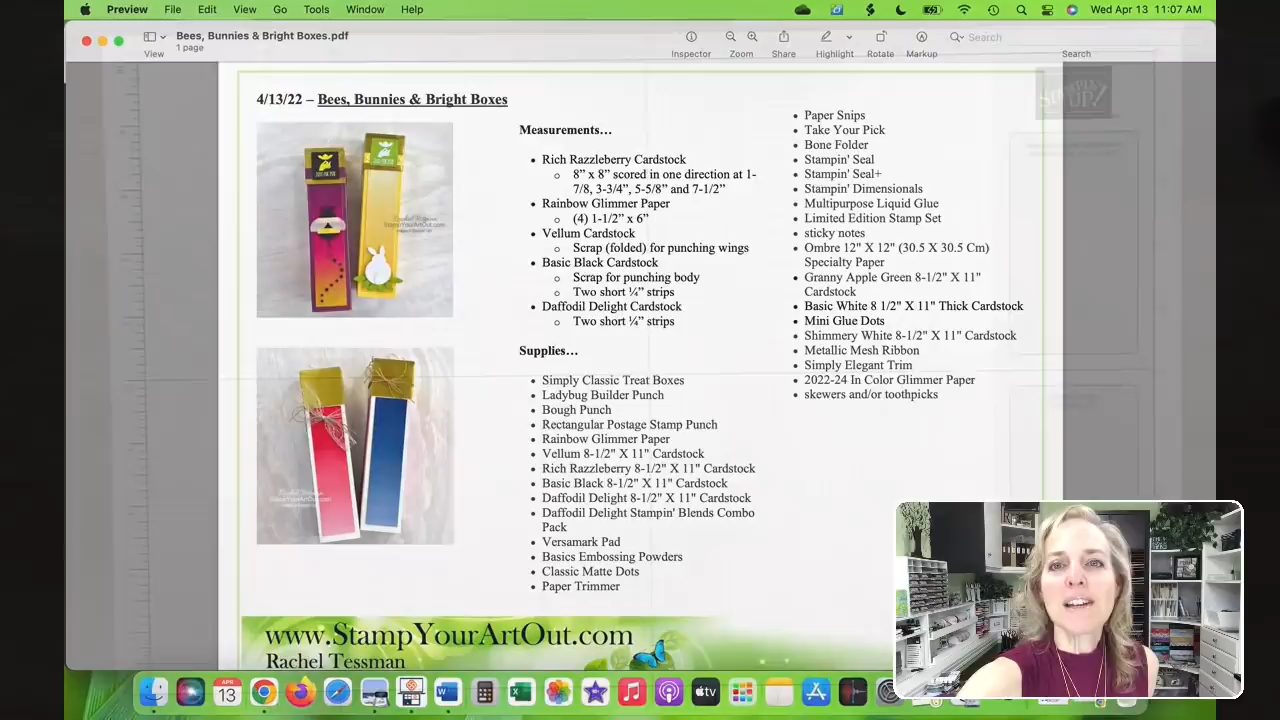 Preview File Edit View Go Tools Window Help Wed Apr 13 11:07 AM
Bees, Bunnies & Bright Boxes.pdf
1 page
Search
View Inspector Zoom Share Highlight Rotate Markup Search
4/13/22 – Bees, Bunnies & Bright Boxes
Measurements…
• Rich Razzleberry Cardstock
o 8” x 8” scored in one direction at 1-
7/8, 3-3/4”, 5-5/8” and 7-1/2”
• Rainbow Glimmer Paper
o (4) 1-1/2” x 6”
• Vellum Cardstock
o Scrap (folded) for punching wings
• Basic Black Cardstock
o Scrap for punching body
o Two short ¼” strips
• Daffodil Delight Cardstock
o Two short ¼” strips
Supplies…
• Simply Classic Treat Boxes
• Ladybug Builder Punch
• Bough Punch
• Rectangular Postage Stamp Punch
• Rainbow Glimmer Paper
• Vellum 8-1/2" X 11" Cardstock
• Rich Razzleberry 8-1/2" X 11" Cardstock
• Basic Black 8-1/2" X 11" Cardstock
• Daffodil Delight 8-1/2" X 11" Cardstock
• Daffodil Delight Stampin' Blends Combo
Pack
• Versamark Pad
• Basics Embossing Powders
• Classic Matte Dots
• Paper Trimmer
• Paper Snips
• Take Your Pick
• Bone Folder
• Stampin' Seal
• Stampin' Seal+
• Stampin' Dimensionals
• Multipurpose Liquid Glue
• Limited Edition Stamp Set
• sticky notes
• Ombre 12" X 12" (30.5 X 30.5 Cm)
Specialty Paper
• Granny Apple Green 8-1/2" X 11"
Cardstock
• Basic White 8 1/2" X 11" Thick Cardstock
• Mini Glue Dots
• Shimmery White 8-1/2" X 11" Cardstock
• Metallic Mesh Ribbon
• Simply Elegant Trim
• 2022-24 In Color Glimmer Paper
• skewers and/or toothpicks
STAMPIN' UP!
www.StampYourArtOut.com
Rachel Tessman
APR
13
tv